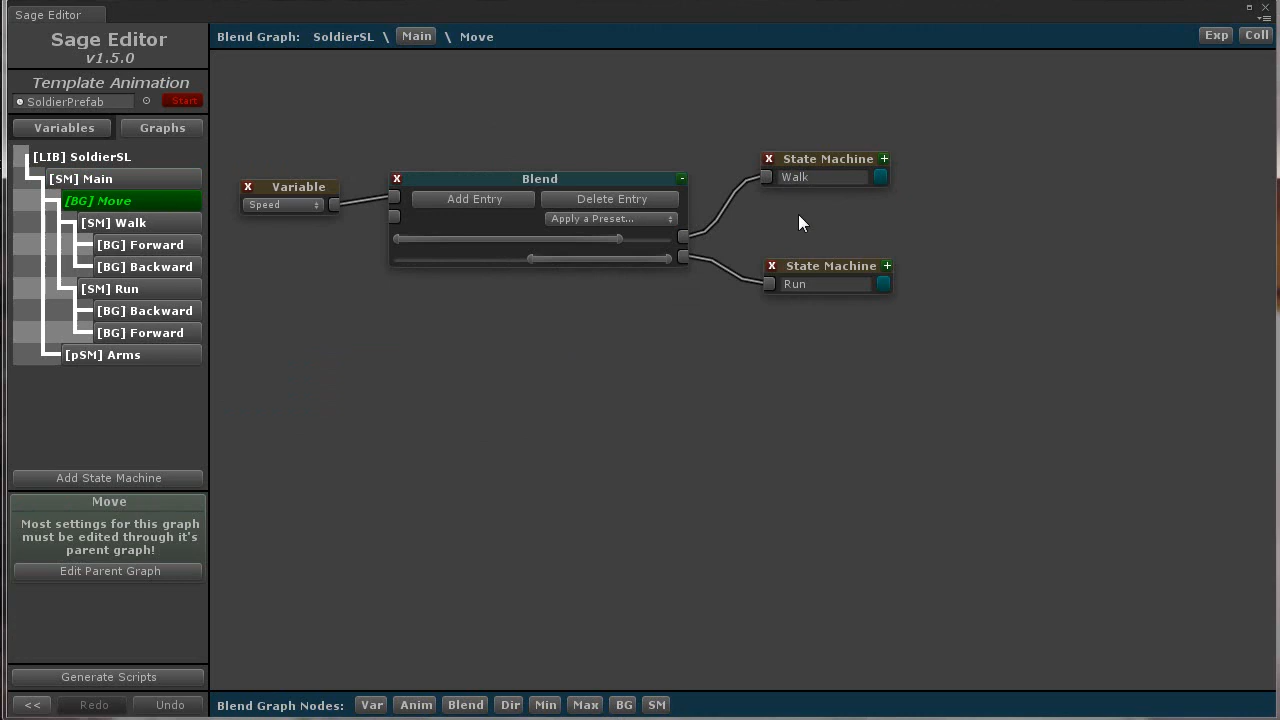 Sage Editor
Sage Editor
v1.5.0
Template Animation
SoldierPrefab
Start
Variables Graphs
[LIB] SoldierSL
[SM] Main
[BG] Move
[SM] Walk
[BG] Forward
[BG] Backward
[SM] Run
[BG] Backward
[BG] Forward
[pSM] Arms
Add State Machine
Move
Most settings for this graph
must be edited through it's
parent graph!
Edit Parent Graph
Generate Scripts
<< Redo Undo
Blend Graph: SoldierSL \ Main \ Move
Exp Coll
X Variable
Speed
X Blend -
Add Entry Delete Entry
Apply a Preset...
X State Machine +
Walk
X State Machine +
Run
Blend Graph Nodes: Var Anim Blend Dir Min Max BG SM